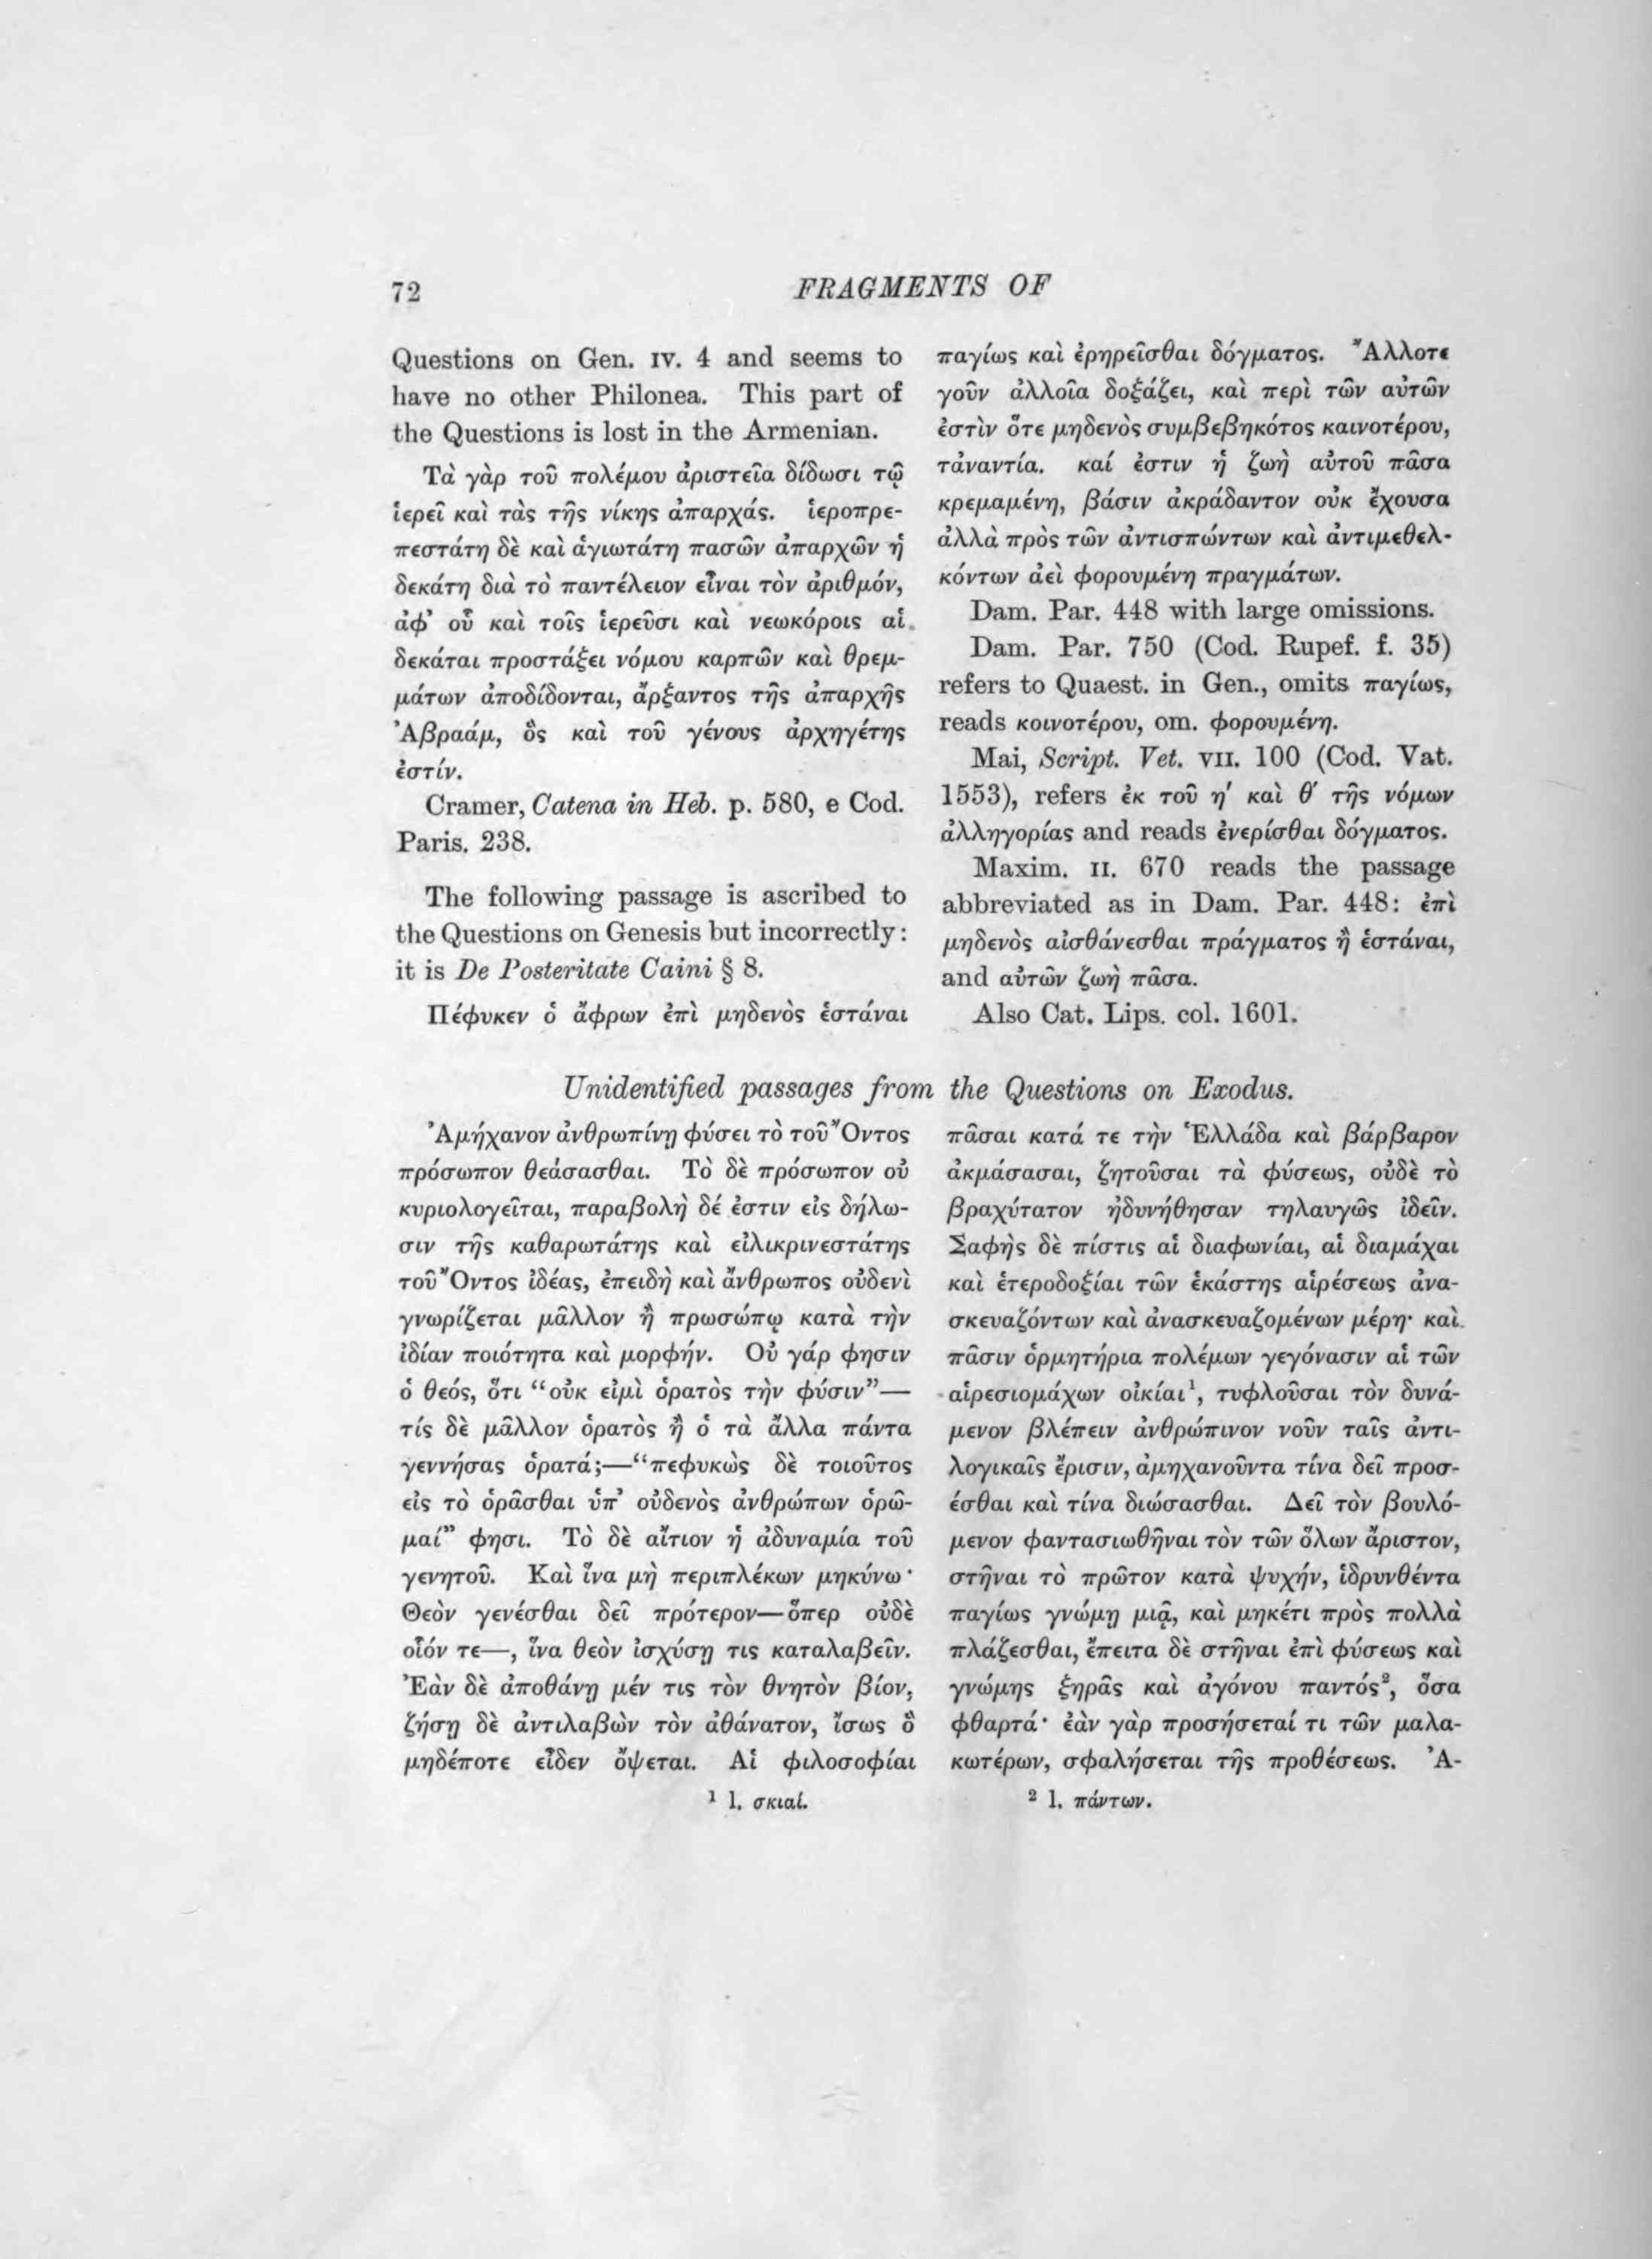 72
FRAGMENTS OF
Questions on Gen. IV. 4 and seems to
have no other Philonea. This part of
the Questions is lost in the Armenian.
Τὰ γὰρ τοῦ πολέμου ἀριστεῖα δίδωσι τῷ
ἱερεῖ καὶ τὰς τῆς νίκης ἀπαρχάς. ἱεροπρε-
πεστάτη δὲ καὶ ἁγιωτάτη πασῶν ἀπαρχῶν ἡ
δεκάτη διὰ τὸ παντέλειον εἶναι τὸν ἀριθμόν,
ἀφ’ οὗ καὶ τοῖς ἱερεῦσι καὶ νεωκόροις αἱ
δεκάται προστάξει νόμου καρπῶν καὶ θρεμ-
μάτων ἀποδίδονται, ἄρξαντος τῆς ἀπαρχῆς
Ἀβραάμ, ὃς καὶ τοῦ γένους ἀρχηγέτης
ἐστίν.
Cramer, Catena in Heb. p. 580, e Cod.
Paris. 238.
The following passage is ascribed to
the Questions on Genesis but incorrectly:
it is De Posteritate Caini § 8.
Πέφυκεν ὁ ἄφρων ἐπὶ μηδενὸς ἑστάναι
παγίως καὶ ἐρηρεῖσθαι δόγματος. Ἄλλοτε
γοῦν ἀλλοῖα δοξάζει, καὶ περὶ τῶν αὐτῶν
ἐστὶν ὅτε μηδενὸς συμβεβηκότος καινοτέρου,
τἀναντία. καί ἐστιν ἡ ζωὴ αὐτοῦ πᾶσα
κρεμαμένη, βάσιν ἀκράδαντον οὐκ ἔχουσα
ἀλλὰ πρὸς τῶν ἀντισπώντων καὶ ἀντιμεθελ-
κόντων ἀεὶ φορουμένη πραγμάτων.
Dam. Par. 448 with large omissions.
Dam. Par. 750 (Cod. Rupef. f. 35)
refers to Quaest. in Gen., omits παγίως,
reads κοινοτέρου, om. φορουμένη.
Mai, Script. Vet. VII. 100 (Cod. Vat.
1553), refers ἐκ τοῦ η′ καὶ θ′ τῆς νόμων
ἀλληγορίας and reads ἐνερίσθαι δόγματος.
Maxim. II. 670 reads the passage
abbreviated as in Dam. Par. 448: ἐπὶ
μηδενὸς αἰσθάνεσθαι πράγματος ἢ ἑστάναι,
and αὐτῶν ζωὴ πᾶσα.
Also Cat. Lips. col. 1601.
Unidentified passages from the Questions on Exodus.
Ἀμήχανον ἀνθρωπίνῃ φύσει τὸ τοῦ Ὄντος
πρόσωπον θεάσασθαι. Τὸ δὲ πρόσωπον οὐ
κυριολογεῖται, παραβολὴ δέ ἐστιν εἰς δήλω-
σιν τῆς καθαρωτάτης καὶ εἰλικρινεστάτης
τοῦ Ὄντος ἰδέας, ἐπειδὴ καὶ ἄνθρωπος οὐδενὶ
γνωρίζεται μᾶλλον ἢ πρωσώπῳ κατὰ τὴν
ἰδίαν ποιότητα καὶ μορφήν. Οὐ γάρ φησιν
ὁ θεός, ὅτι “οὐκ εἰμὶ ὁρατὸς τὴν φύσιν”—
τίς δὲ μᾶλλον ὁρατὸς ἢ ὁ τὰ ἄλλα πάντα
γεννήσας ὁρατά;—“πεφυκὼς δὲ τοιοῦτος
εἰς τὸ ὁρᾶσθαι ὑπ’ οὐδενὸς ἀνθρώπων ὁρῶ-
μαί” φησι. Τὸ δὲ αἴτιον ἡ ἀδυναμία τοῦ
γενητοῦ. Καὶ ἵνα μὴ περιπλέκων μηκύνω·
Θεὸν γενέσθαι δεῖ πρότερον—ὅπερ οὐδὲ
οἷόν τε—, ἵνα θεὸν ἰσχύσῃ τις καταλαβεῖν.
Ἐὰν δὲ ἀποθάνῃ μέν τις τὸν θνητὸν βίον,
ζήσῃ δὲ ἀντιλαβὼν τὸν ἀθάνατον, ἴσως ὃ
μηδέποτε εἶδεν ὄψεται. Αἱ φιλοσοφίαι
πᾶσαι κατά τε τὴν Ἑλλάδα καὶ βάρβαρον
ἀκμάσασαι, ζητοῦσαι τὰ φύσεως, οὐδὲ τὸ
βραχύτατον ἠδυνήθησαν τηλαυγῶς ἰδεῖν.
Σαφὴς δὲ πίστις αἱ διαφωνίαι, αἱ διαμάχαι
καὶ ἑτεροδοξίαι τῶν ἑκάστης αἱρέσεως ἀνα-
σκευαζόντων καὶ ἀνασκευαζομένων μέρη· καὶ
πᾶσιν ὁρμητήρια πολέμων γεγόνασιν αἱ τῶν
αἱρεσιομάχων οἰκίαι¹, τυφλοῦσαι τὸν δυνά-
μενον βλέπειν ἀνθρώπινον νοῦν ταῖς ἀντι-
λογικαῖς ἔρισιν, ἀμηχανοῦντα τίνα δεῖ προσ-
έσθαι καὶ τίνα διώσασθαι. Δεῖ τὸν βουλό-
μενον φαντασιωθῆναι τὸν τῶν ὅλων ἄριστον,
στῆναι τὸ πρῶτον κατὰ ψυχήν, ἱδρυνθέντα
παγίως γνώμῃ μιᾷ, καὶ μηκέτι πρὸς πολλὰ
πλάζεσθαι, ἔπειτα δὲ στῆναι ἐπὶ φύσεως καὶ
γνώμης ξηρᾶς καὶ ἀγόνου παντός², ὅσα
φθαρτά· ἐὰν γὰρ προσήσεταί τι τῶν μαλα-
κωτέρων, σφαλήσεται τῆς προθέσεως. Ἀ-
¹ l. σκιαί.
² l. πάντων.